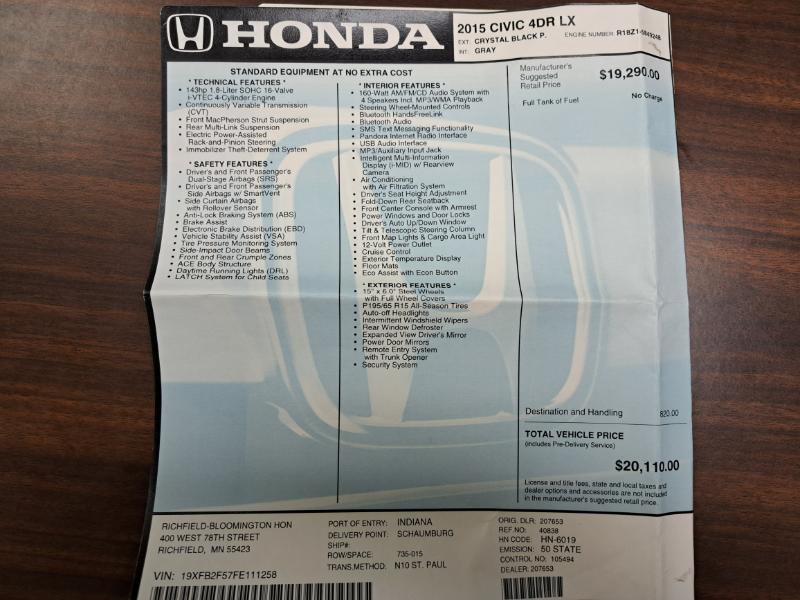 HONDA
2015 CIVIC 4DR LX
EXT: CRYSTAL BLACK P.
INT: GRAY
ENGINE NUMBER:
STANDARD EQUIPMENT AT NO EXTRA COST
* TECHNICAL FEATURES *
• 143hp 1.8-Liter SOHC 16-Valve
i-VTEC 4-Cylinder Engine
• Continuously Variable Transmission
(CVT)
• Front MacPherson Strut Suspension
• Rear Multi-Link Suspension
• Electric Power-Assisted
Rack-and-Pinion Steering
• Immobilizer Theft-Deterrent System
* SAFETY FEATURES *
• Driver's and Front Passenger's
Dual-Stage Airbags (SRS)
• Driver's and Front Passenger's
Side Airbags w/ SmartVent
• Side Curtain Airbags
with Rollover Sensor
• Anti-Lock Braking System (ABS)
• Brake Assist
• Electronic Brake Distribution (EBD)
• Vehicle Stability Assist (VSA)
• Tire Pressure Monitoring System
• Side-Impact Door Beams
• Front and Rear Crumple Zones
• ACE Body Structure
• Daytime Running Lights (DRL)
• LATCH System for Child Seats
* INTERIOR FEATURES *
• 160-Watt AM/FM/CD Audio System with
4 Speakers Incl. MP3/WMA Playback
• Steering Wheel-Mounted Controls
• Bluetooth HandsFreeLink
• Bluetooth Audio
• SMS Text Messaging Functionality
• Pandora Internet Radio Interface
• USB Audio Interface
• MP3/Auxiliary Input Jack
• Intelligent Multi-Information
Display (i-MID) w/ Rearview
Camera
• Air Conditioning
with Air Filtration System
• Driver's Seat Height Adjustment
• Fold-Down Rear Seatback
• Front Center Console with Armrest
• Power Windows and Door Locks
• Driver's Auto Up/Down Window
• Tilt & Telescopic Steering Column
• Front Map Lights & Cargo Area Light
• 12-Volt Power Outlet
• Cruise Control
• Exterior Temperature Display
• Floor Mats
• Eco Assist with Econ Button
* EXTERIOR FEATURES *
• 15" x 6.0" Steel Wheels
with Full Wheel Covers
• P195/65 R15 All-Season Tires
• Auto-off Headlights
• Intermittent Windshield Wipers
• Rear Window Defroster
• Expanded View Driver's Mirror
• Power Door Mirrors
• Remote Entry System
with Trunk Opener
• Security System
Manufacturer's
Suggested
Retail Price $19,290.00
Full Tank of Fuel No Charge
Destination and Handling 820.00
TOTAL VEHICLE PRICE
(includes Pre-Delivery Service)
$20,110.00
License and title fees, state and local taxes and
dealer options and accessories are not included
in the manufacturer's suggested retail price.
RICHFIELD-BLOOMINGTON HON
400 WEST 78TH STREET
RICHFIELD, MN 55423
VIN: 19XFB2F57FE111258
PORT OF ENTRY: INDIANA
DELIVERY POINT: SCHAUMBURG
SHIP#:
ROW/SPACE: 735-015
TRANS.METHOD: N10 ST. PAUL
ORIG. DLR: 207653
REF.NO: 40838
HN CODE: HN-6019
EMISSION: 50 STATE
CONTROL NO: 105494
DEALER: 207653